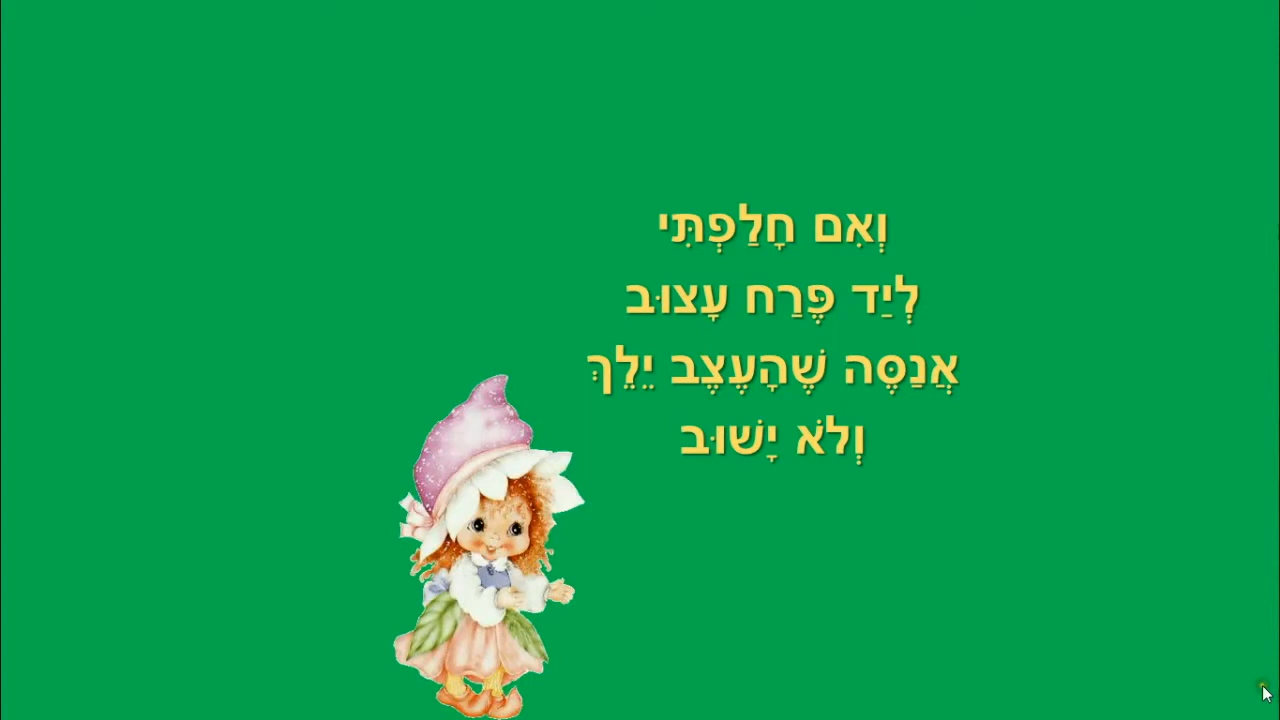 וְאִם חָלַפְתִּי
לְיַד פֶּרַח עָצוּב
אֲנַסֶּה שֶׁהָעֶצֶב יֵלֵךְ
וְלֹא יָשׁוּב